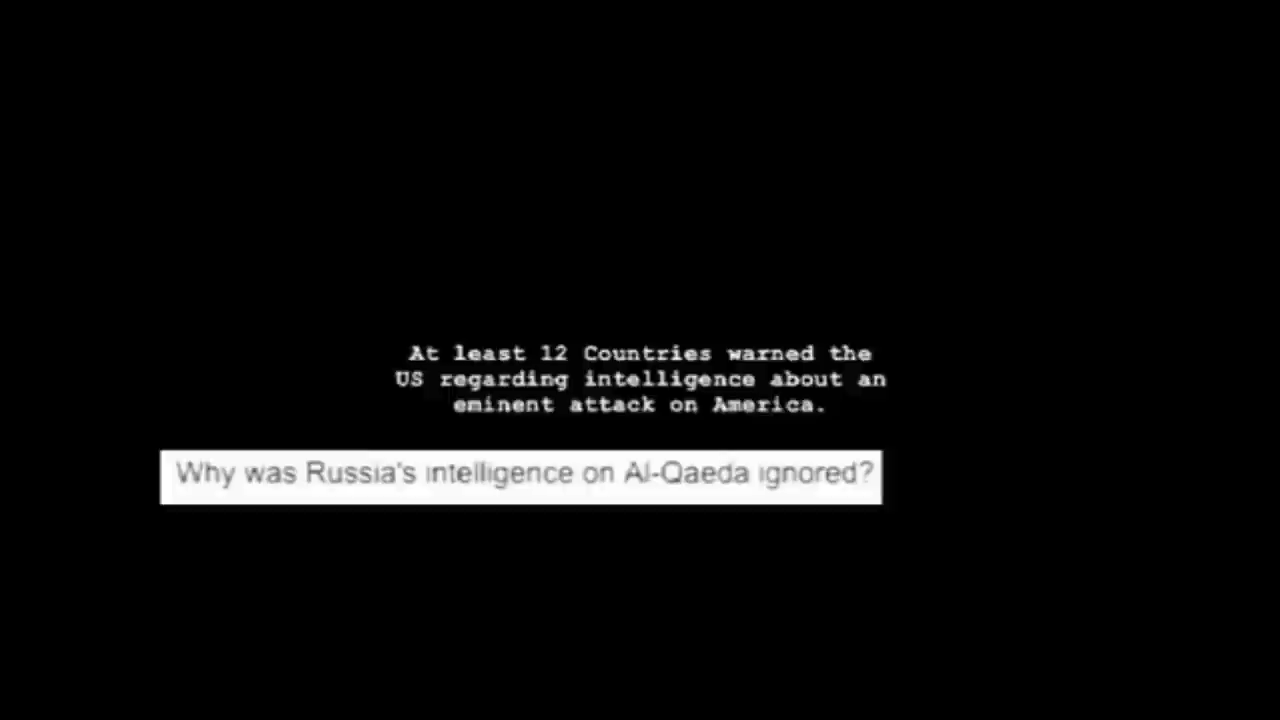 At least 12 Countries warned the
US regarding intelligence about an
eminent attack on America.
Why was Russia's intelligence on Al-Qaeda ignored?